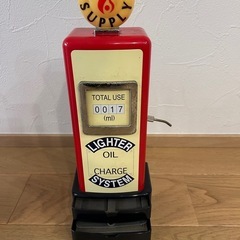 SUPPLY
TOTAL USE
0017
(ml)
LIGHTER
OIL
CHARGE
SYSTEM